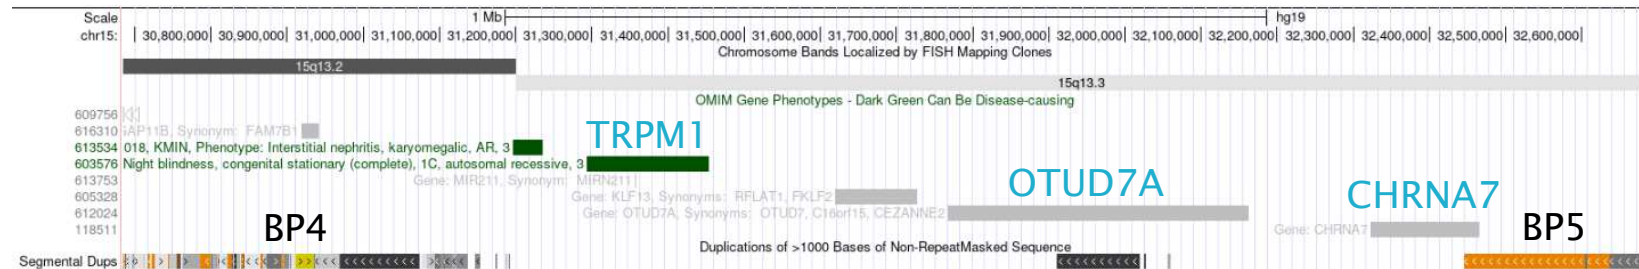 Scale 1 Mb hg19
chr15: 30,800,000 30,900,000 31,000,000 31,100,000 31,200,000 31,300,000 31,400,000 31,500,000 31,600,000 31,700,000 31,800,000 31,900,000 32,000,000 32,100,000 32,200,000 32,300,000 32,400,000 32,500,000 32,600,000
Chromosome Bands Localized by FISH Mapping Clones
15q13.2
15q13.3
OMIM Gene Phenotypes - Dark Green Can Be Disease-causing
609756
616310 GAP11B, Synonym: FAM7B1
TRPM1
613534 018, KMIN, Phenotype: Interstitial nephritis, karyomegalic, AR, 3
603576 Night blindness, congenital stationary (complete), 1C, autosomal recessive, 3
613753 Gene: MIR211, Synonym: MIRN211
OTUD7A
CHRNA7
605328 Gene: KLF13, Synonyms: RFLAT1, FKLF2
612024 Gene: OTUD7A, Synonyms: OTUD7, C16orf15, CEZANNE2
118511 Gene: CHRNA7
BP4
BP5
Duplications of >1000 Bases of Non-RepeatMasked Sequence
Segmental Dups